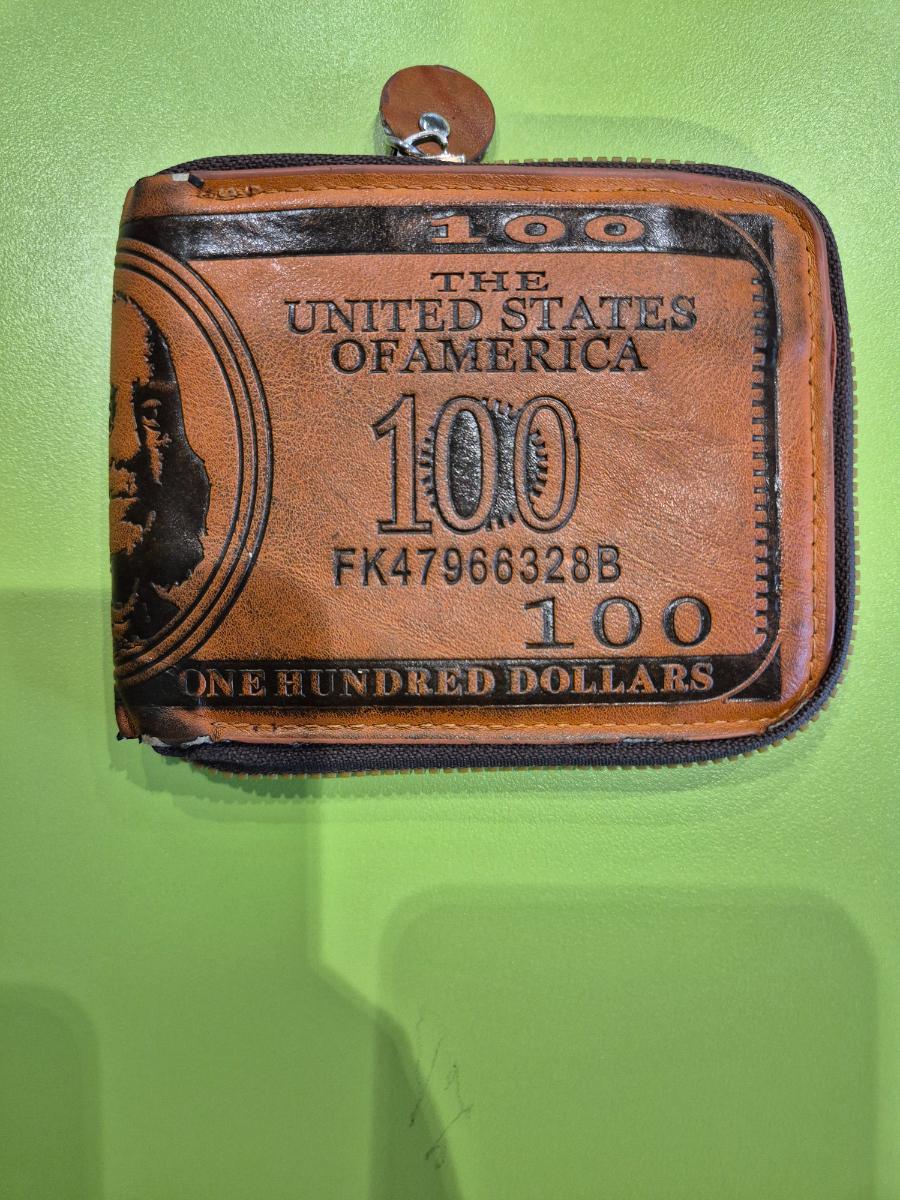 100
THE
UNITED STATES
OFAMERICA
100
FK47966328B
100
ONE HUNDRED DOLLARS